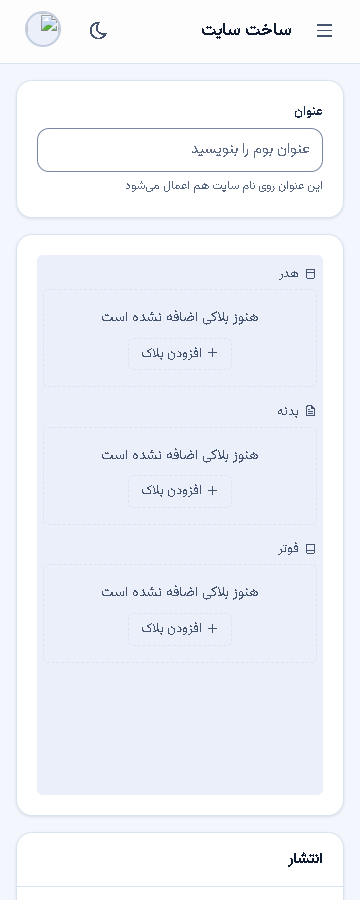 ساخت سایت
عنوان
عنوان بوم را بنویسید
این عنوان روی نام سایت هم اعمال می‌شود
هدر
هنوز بلاکی اضافه نشده است
افزودن بلاک
بدنه
هنوز بلاکی اضافه نشده است
افزودن بلاک
فوتر
هنوز بلاکی اضافه نشده است
افزودن بلاک
انتشار